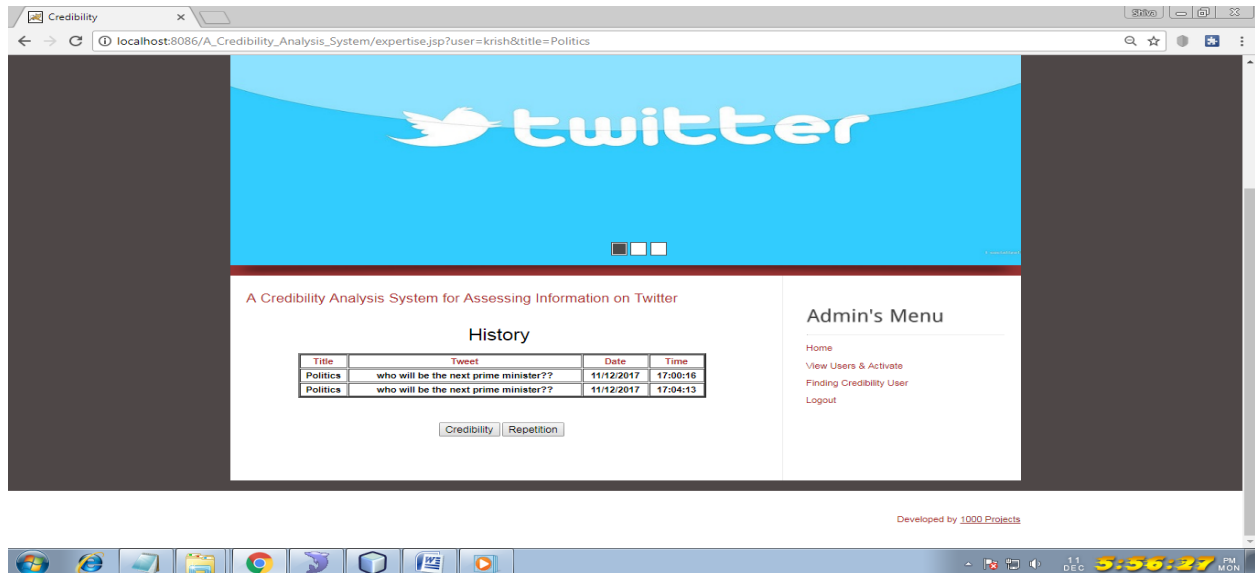 Credibility
Shiva
localhost:8086/A_Credibility_Analysis_System/expertise.jsp?user=krish&title=Politics
twitter
A Credibility Analysis System for Assessing Information on Twitter
History
Title Tweet Date Time
Politics who will be the next prime minister?? 11/12/2017 17:00:16
Politics who will be the next prime minister?? 11/12/2017 17:04:13
Credibility Repetition
Admin's Menu
Home
View Users & Activate
Finding Credibility User
Logout
Developed by 1000 Projects
11 DEC 5:56:27 PM MON